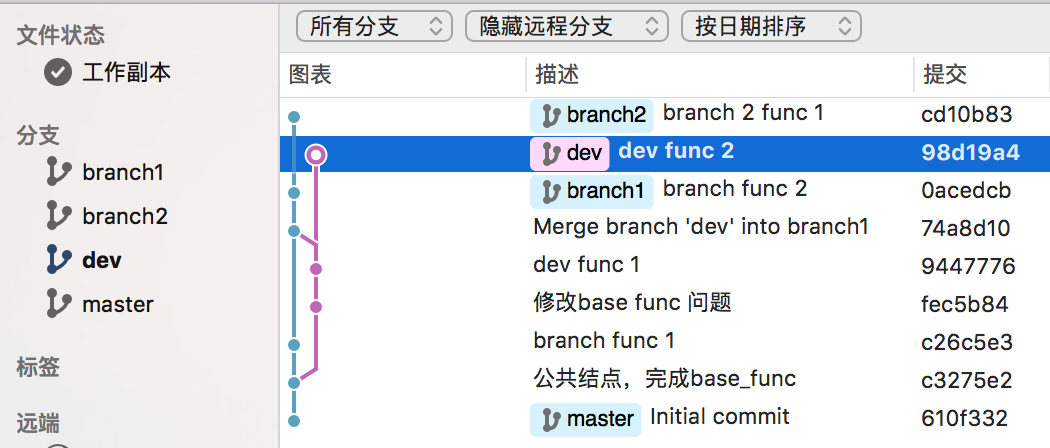 文件状态
工作副本
分支
branch1
branch2
dev
master
标签
远端
所有分支 隐藏远程分支 按日期排序
图表 描述 提交
branch2 branch 2 func 1 cd10b83
dev dev func 2 98d19a4
branch1 branch func 2 0acedcb
Merge branch 'dev' into branch1 74a8d10
dev func 1 9447776
修改base func 问题 fec5b84
branch func 1 c26c5e3
公共结点，完成base_func c3275e2
master Initial commit 610f332